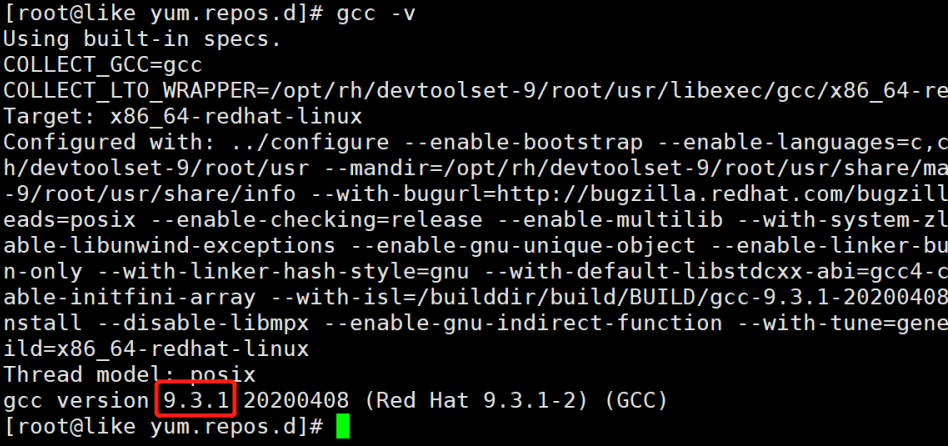 [root@like yum.repos.d]# gcc -v
Using built-in specs.
COLLECT_GCC=gcc
COLLECT_LTO_WRAPPER=/opt/rh/devtoolset-9/root/usr/libexec/gcc/x86_64-re
Target: x86_64-redhat-linux
Configured with: ../configure --enable-bootstrap --enable-languages=c,c
h/devtoolset-9/root/usr --mandir=/opt/rh/devtoolset-9/root/usr/share/ma
-9/root/usr/share/info --with-bugurl=http://bugzilla.redhat.com/bugzill
eads=posix --enable-checking=release --enable-multilib --with-system-zl
able-libunwind-exceptions --enable-gnu-unique-object --enable-linker-bu
n-only --with-linker-hash-style=gnu --with-default-libstdcxx-abi=gcc4-c
able-initfini-array --with-isl=/builddir/build/BUILD/gcc-9.3.1-20200408
nstall --disable-libmpx --enable-gnu-indirect-function --with-tune=gene
ild=x86_64-redhat-linux
Thread model: posix
gcc version 9.3.1 20200408 (Red Hat 9.3.1-2) (GCC)
[root@like yum.repos.d]#